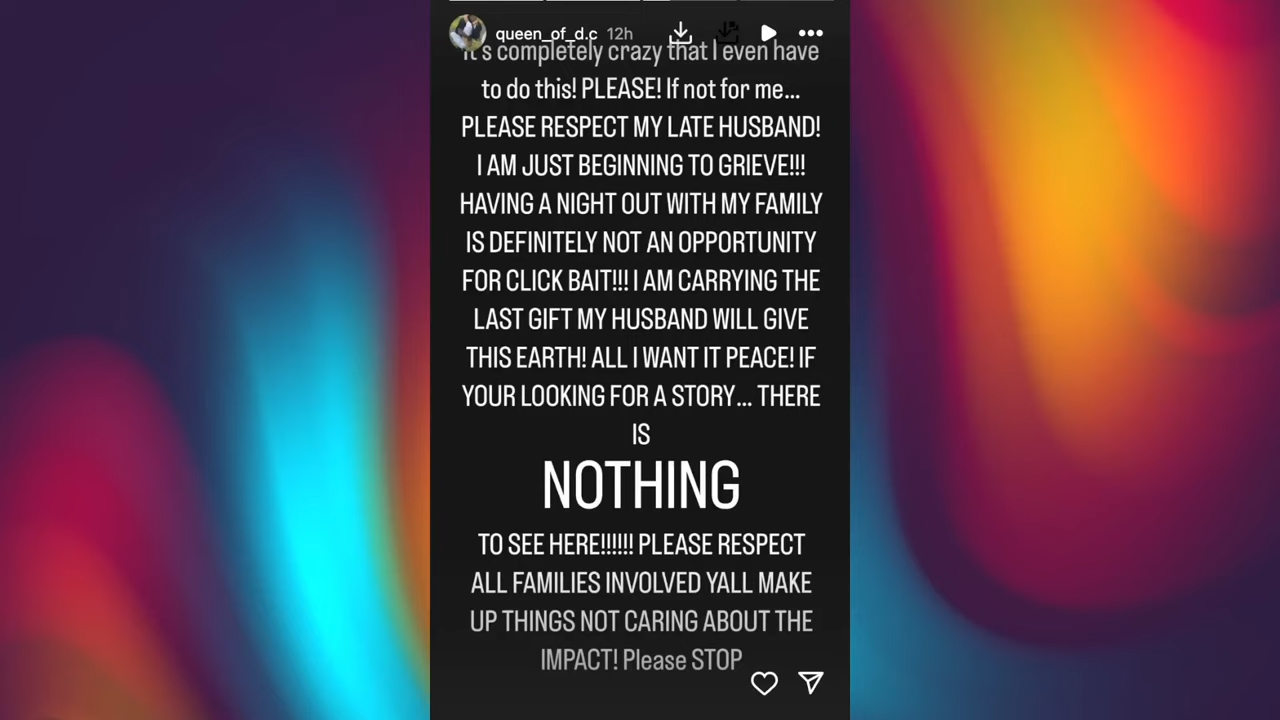 queen_of_d.c 12h
It's completely crazy that I even have
to do this! PLEASE! If not for me...
PLEASE RESPECT MY LATE HUSBAND!
I AM JUST BEGINNING TO GRIEVE!!!
HAVING A NIGHT OUT WITH MY FAMILY
IS DEFINITELY NOT AN OPPORTUNITY
FOR CLICK BAIT!!! I AM CARRYING THE
LAST GIFT MY HUSBAND WILL GIVE
THIS EARTH! ALL I WANT IT PEACE! IF
YOUR LOOKING FOR A STORY... THERE
IS
NOTHING
TO SEE HERE!!!!!! PLEASE RESPECT
ALL FAMILIES INVOLVED YALL MAKE
UP THINGS NOT CARING ABOUT THE
IMPACT! Please STOP